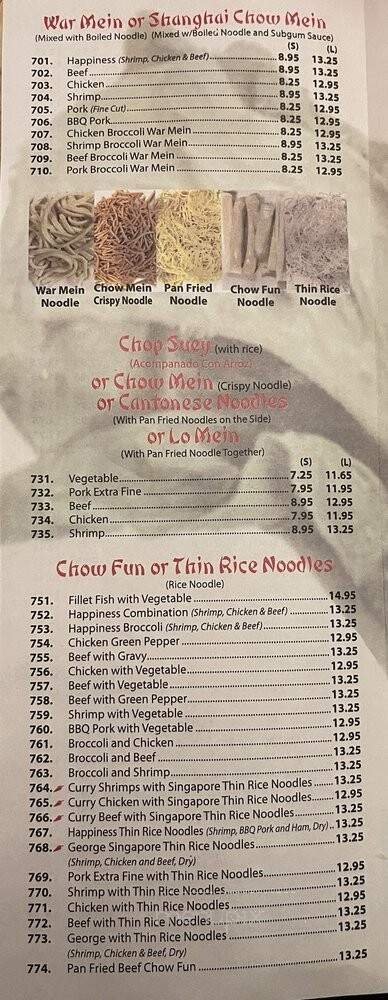 War Mein or Shanghai Chow Mein
(Mixed with Boiled Noodle) (Mixed w/Boiled Noodle and Subgum Sauce)
(S) (L)
701. Happiness (Shrimp, Chicken & Beef) 8.95 13.25
702. Beef 8.95 13.25
703. Chicken 8.25 12.95
704. Shrimp 8.95 13.25
705. Pork (Fine Cut) 8.25 12.95
706. BBQ Pork 8.25 12.95
707. Chicken Broccoli War Mein 8.25 12.95
708. Shrimp Broccoli War Mein 8.95 13.25
709. Beef Broccoli War Mein 8.25 13.25
710. Pork Broccoli War Mein 8.25 12.95
War Mein Noodle
Chow Mein Crispy Noodle
Pan Fried Noodle
Chow Fun Noodle
Thin Rice Noodle
Chop Suey (with rice)
(Acompanado Con Arroz)
or Chow Mein (Crispy Noodle)
or Cantonese Noodles
(With Pan Fried Noodles on the Side)
or Lo Mein
(With Pan Fried Noodle Together)
(S) (L)
731. Vegetable 7.25 11.65
732. Pork Extra Fine 7.95 11.95
733. Beef 8.95 12.95
734. Chicken 7.95 11.95
735. Shrimp 8.95 13.25
Chow Fun or Thin Rice Noodles
(Rice Noodle)
751. Fillet Fish with Vegetable 14.95
752. Happiness Combination (Shrimp, Chicken & Beef) 13.25
753. Happiness Broccoli (Shrimp, Chicken & Beef) 13.25
754. Chicken Green Pepper 12.95
755. Beef with Gravy 13.25
756. Chicken with Vegetable 12.95
757. Beef with Vegetable 13.25
758. Beef with Green Pepper 13.25
759. Shrimp with Vegetable 13.25
760. BBQ Pork with Vegetable 12.95
761. Broccoli and Chicken 12.95
762. Broccoli and Beef 13.25
763. Broccoli and Shrimp 13.25
764. Curry Shrimps with Singapore Thin Rice Noodles 13.25
765. Curry Chicken with Singapore Thin Rice Noodles 12.95
766. Curry Beef with Singapore Thin Rice Noodles 13.25
767. Happiness Thin Rice Noodles (Shrimp, BBQ Pork and Ham, Dry) 13.25
768. George Singapore Thin Rice Noodles 13.25
(Shrimp, Chicken and Beef, Dry)
769. Pork Extra Fine with Thin Rice Noodles 12.95
770. Shrimp with Thin Rice Noodles 13.25
771. Chicken with Thin Rice Noodles 12.95
772. Beef with Thin Rice Noodles 13.25
773. George with Thin Rice Noodles 13.25
(Shrimp, Chicken & Beef, Dry)
774. Pan Fried Beef Chow Fun 13.25